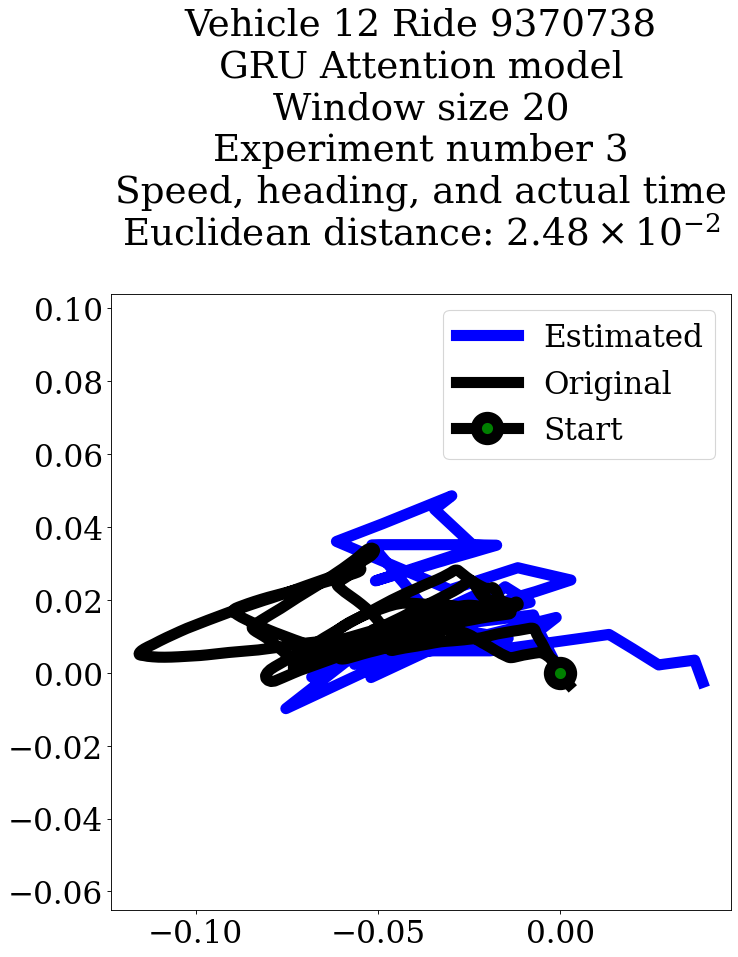 Vehicle 12 Ride 9370738
GRU Attention model
Window size 20
Experiment number 3
Speed, heading, and actual time
Euclidean distance: 2.48 × 10⁻²
Estimated
Original
Start
0.10
0.08
0.06
0.04
0.02
0.00
−0.02
−0.04
−0.06
−0.10
−0.05
0.00